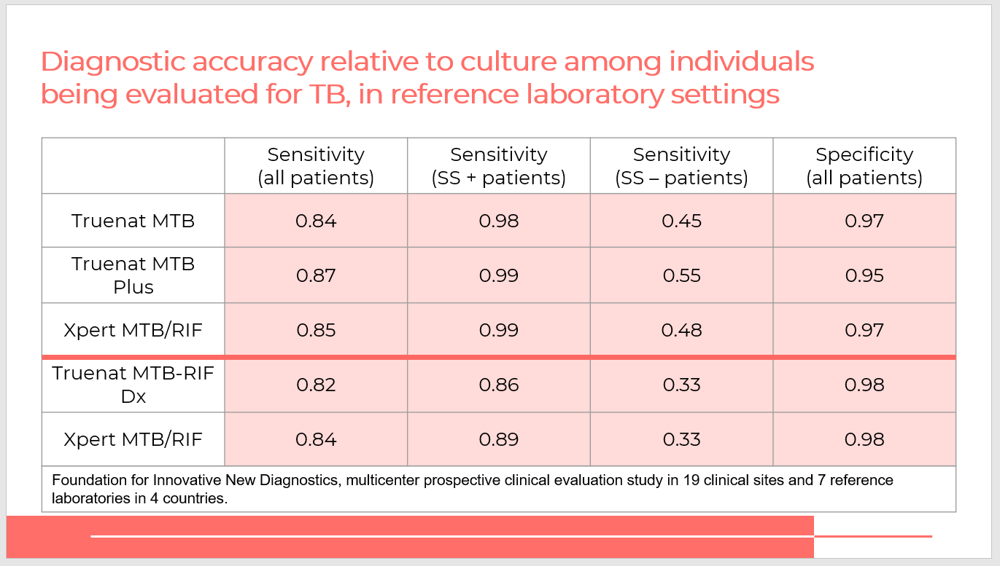 Diagnostic accuracy relative to culture among individuals
being evaluated for TB, in reference laboratory settings
Sensitivity
(all patients)
Sensitivity
(SS + patients)
Sensitivity
(SS – patients)
Specificity
(all patients)
Truenat MTB
0.84
0.98
0.45
0.97
Truenat MTB
Plus
0.87
0.99
0.55
0.95
Xpert MTB/RIF
0.85
0.99
0.48
0.97
Truenat MTB-RIF
Dx
0.82
0.86
0.33
0.98
Xpert MTB/RIF
0.84
0.89
0.33
0.98
Foundation for Innovative New Diagnostics, multicenter prospective clinical evaluation study in 19 clinical sites and 7 reference
laboratories in 4 countries.